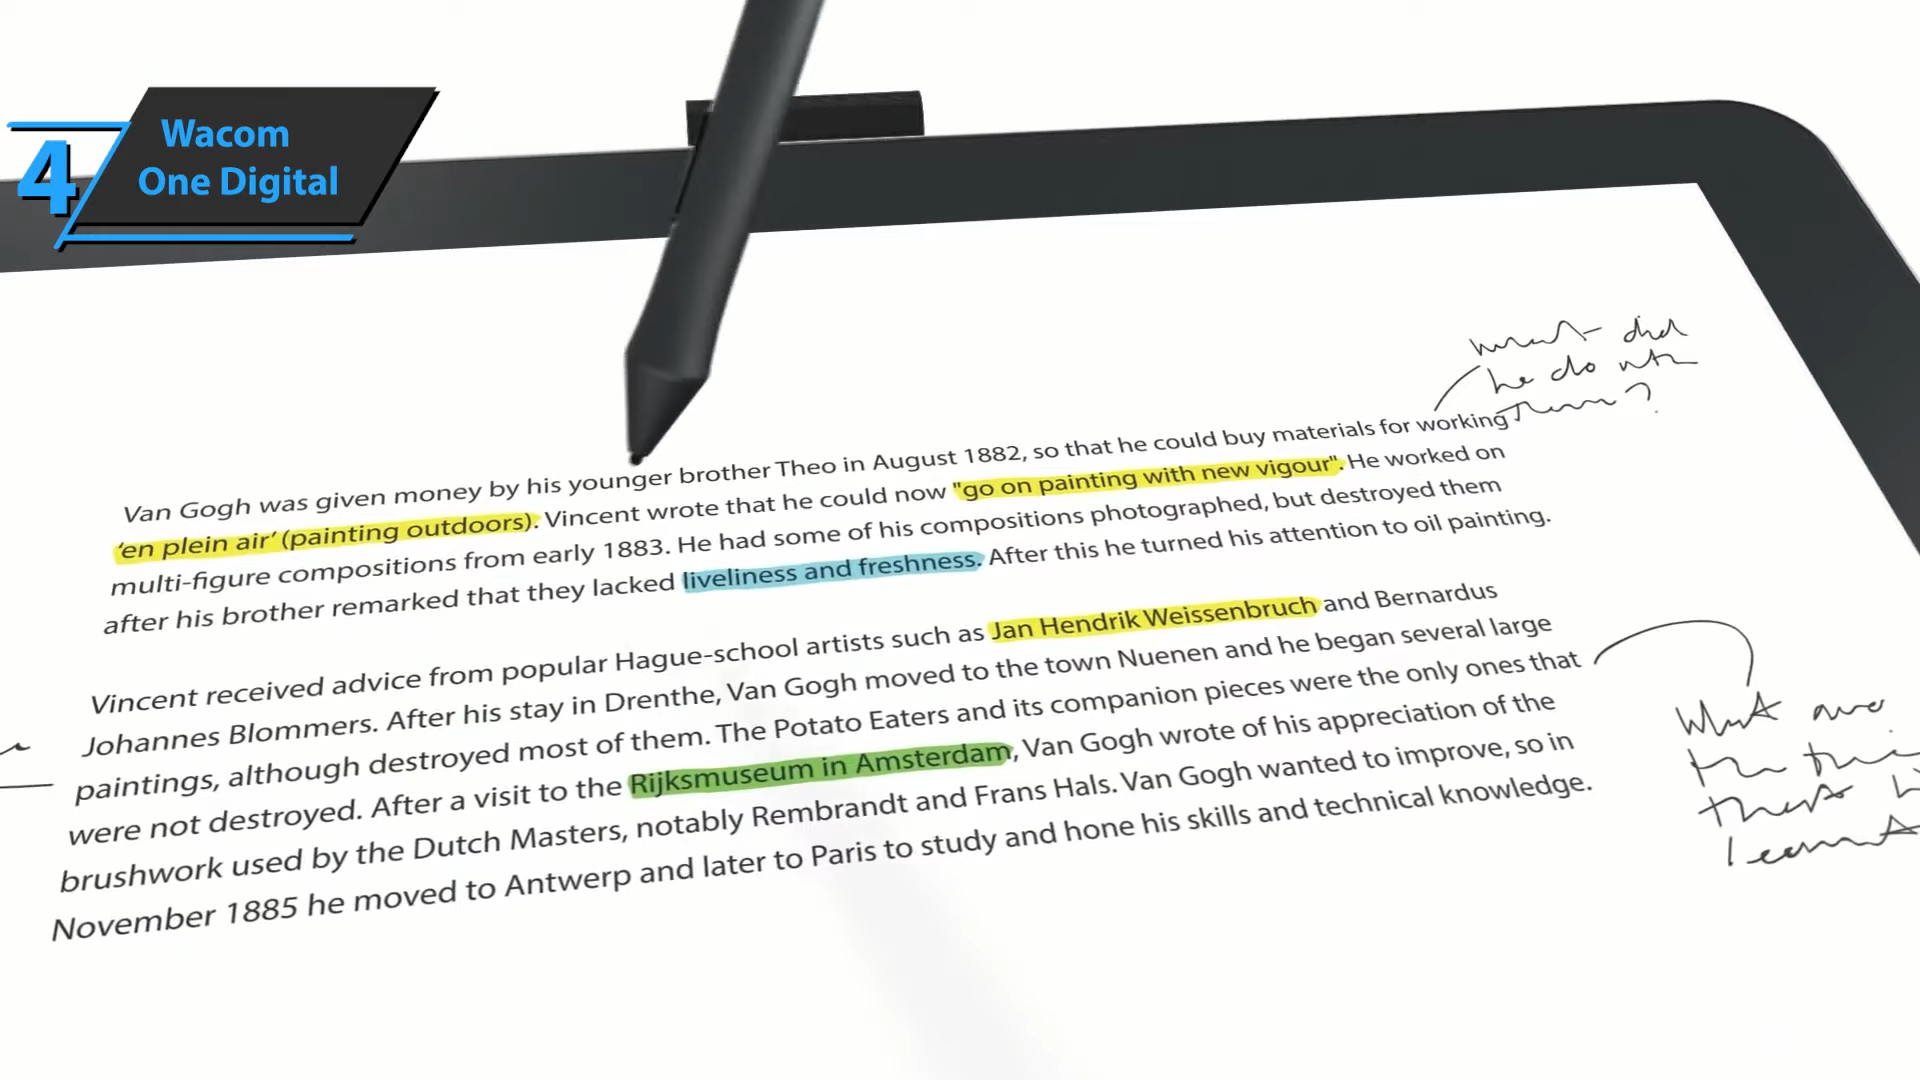 4
Wacom
One Digital
what did
he do with
them?
Van Gogh was given money by his younger brother Theo in August 1882, so that he could buy materials for working
'en plein air' (painting outdoors). Vincent wrote that he could now "go on painting with new vigour". He worked on
multi-figure compositions from early 1883. He had some of his compositions photographed, but destroyed them
after his brother remarked that they lacked liveliness and freshness. After this he turned his attention to oil painting.
Vincent received advice from popular Hague-school artists such as Jan Hendrik Weissenbruch and Bernardus
Johannes Blommers. After his stay in Drenthe, Van Gogh moved to the town Nuenen and he began several large
paintings, although destroyed most of them. The Potato Eaters and its companion pieces were the only ones that
were not destroyed. After a visit to the Rijksmuseum in Amsterdam, Van Gogh wrote of his appreciation of the
brushwork used by the Dutch Masters, notably Rembrandt and Frans Hals. Van Gogh wanted to improve, so in
November 1885 he moved to Antwerp and later to Paris to study and hone his skills and technical knowledge.
What are
the
that
learnt